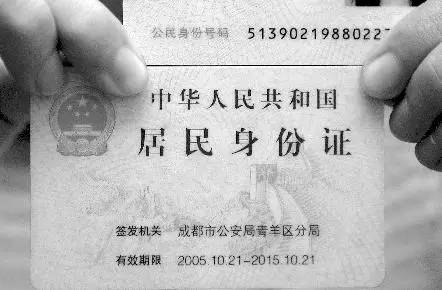 公民身份号码 51390219880227
中华人民共和国
居民身份证
签发机关 成都市公安局青羊区分局
有效期限 2005.10.21-2015.10.21